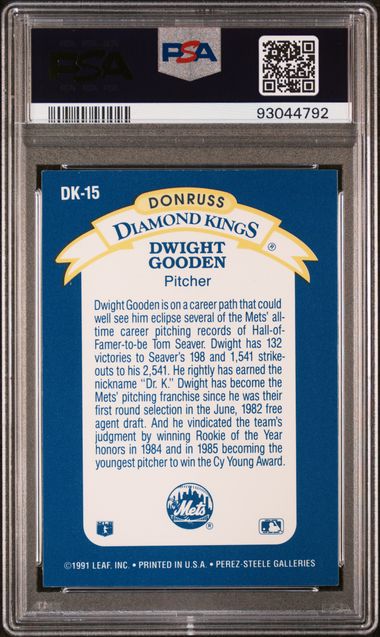 PSA
PSA
PSA
93044792
DK-15
DONRUSS
DIAMOND KINGS
®
DWIGHT
GOODEN
Pitcher
Dwight Gooden is on a career path that could
well see him eclipse several of the Mets' all-
time career pitching records of Hall-of-
Famer-to-be Tom Seaver. Dwight has 132
victories to Seaver's 198 and 1,541 strike-
outs to his 2,541. He rightly has earned the
nickname "Dr. K." Dwight has become the
Mets' pitching franchise since he was their
first round selection in the June, 1982 free
agent draft. And he vindicated the team's
judgment by winning Rookie of the Year
honors in 1984 and in 1985 becoming the
youngest pitcher to win the Cy Young Award.
Mets
©1991 LEAF, INC. • PRINTED IN U.S.A. • PEREZ-STEELE GALLERIES